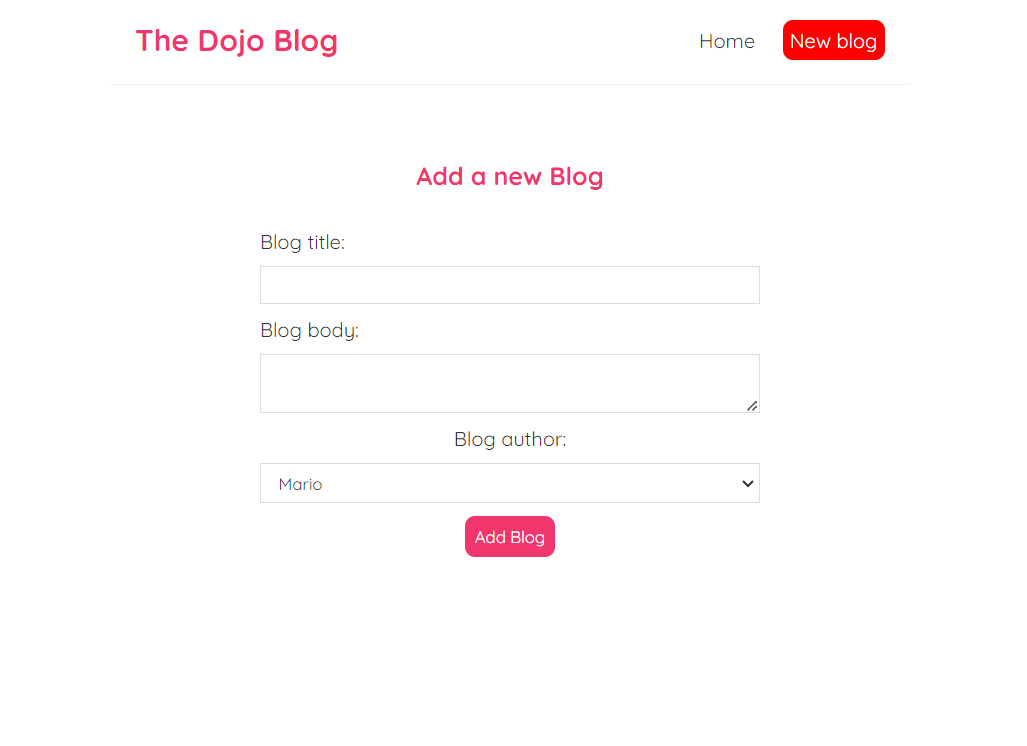 The Dojo Blog
Home New blog
Add a new Blog
Blog title:
Blog body:
Blog author:
Mario
Add Blog